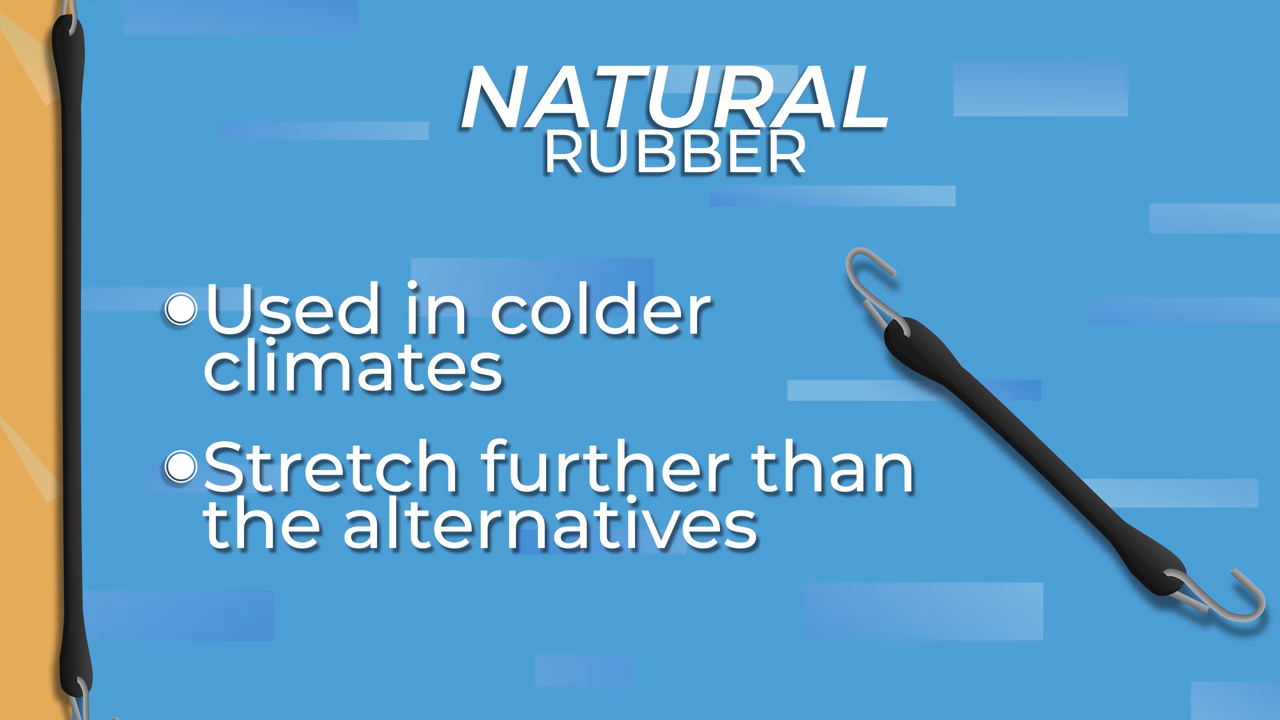 NATURAL
RUBBER
Used in colder
climates
Stretch further than
the alternatives